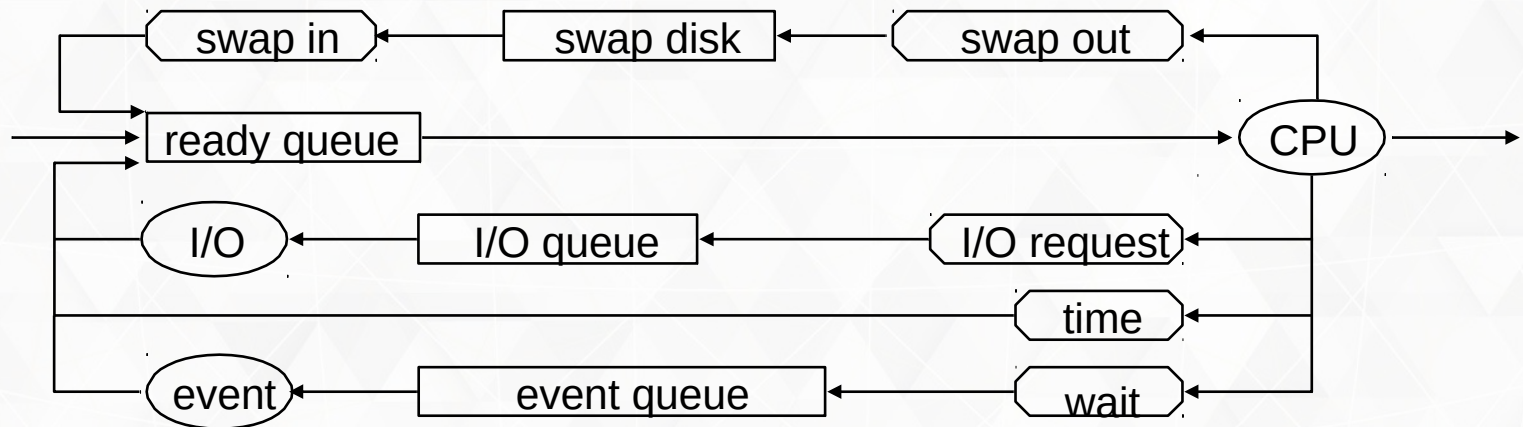 swap in
swap disk
swap out
ready queue
CPU
I/O
I/O queue
I/O request
time
event
event queue
wait